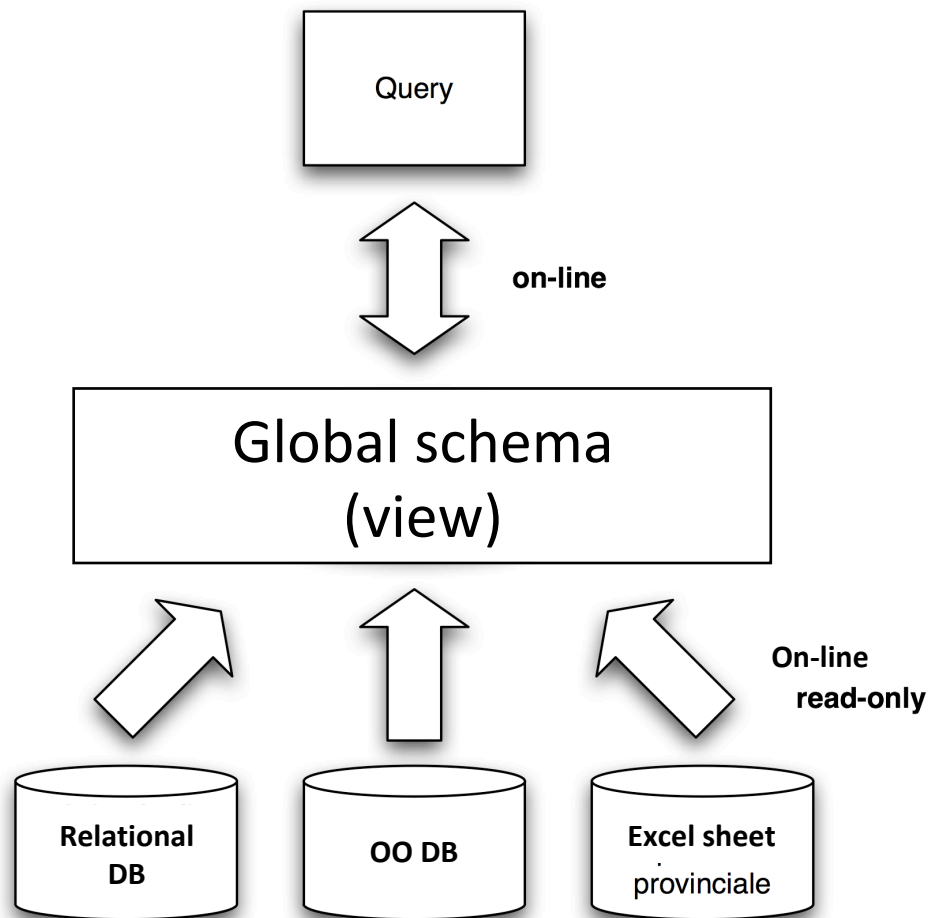 Query
on-line
Global schema
(view)
On-line
read-only
Relational
DB
OO DB
Excel sheet
provinciale